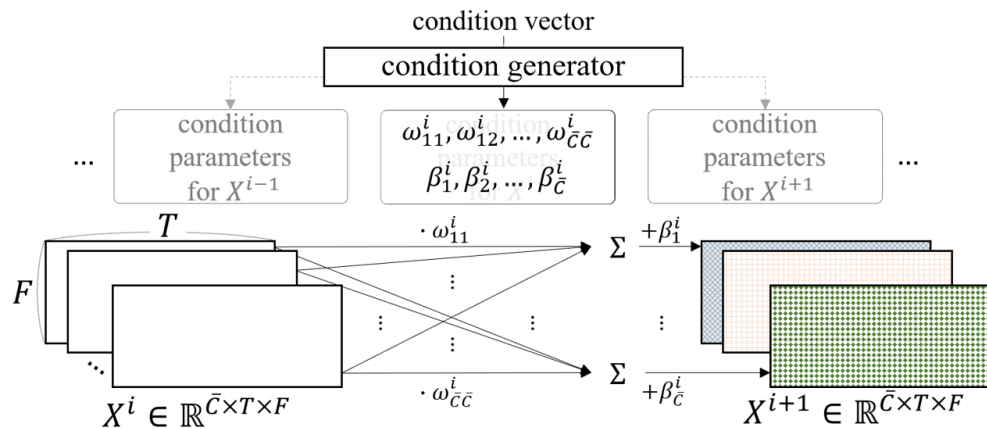 condition vector
condition generator
condition
parameters
for X^{i−1}
ω^i_{11}, ω^i_{12}, ..., ω^i_{C̄C̄}
β^i_1, β^i_2, ..., β^i_{C̄}
condition
parameters
for X^{i+1}
...
...
T
F
· ω^i_{11}
Σ
+β^i_1
⋮
⋮
⋮
⋮
⋮
...
· ω^i_{C̄C̄}
Σ
+β^i_{C̄}
X^i ∈ ℝ^{C̄×T×F}
X^{i+1} ∈ ℝ^{C̄×T×F}